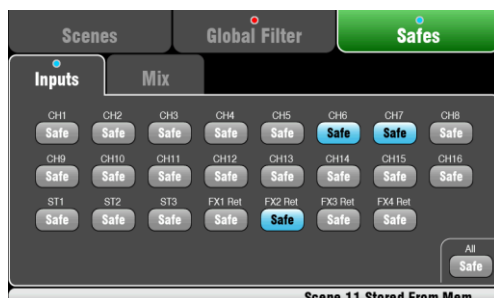 Scenes Global Filter Safes
Inputs Mix
CH1 CH2 CH3 CH4 CH5 CH6 CH7 CH8
Safe Safe Safe Safe Safe Safe Safe Safe
CH9 CH10 CH11 CH12 CH13 CH14 CH15 CH16
Safe Safe Safe Safe Safe Safe Safe Safe
ST1 ST2 ST3 FX1 Ret FX2 Ret FX3 Ret FX4 Ret
Safe Safe Safe Safe Safe Safe Safe
All
Safe
Scene 11 Stored From Mem